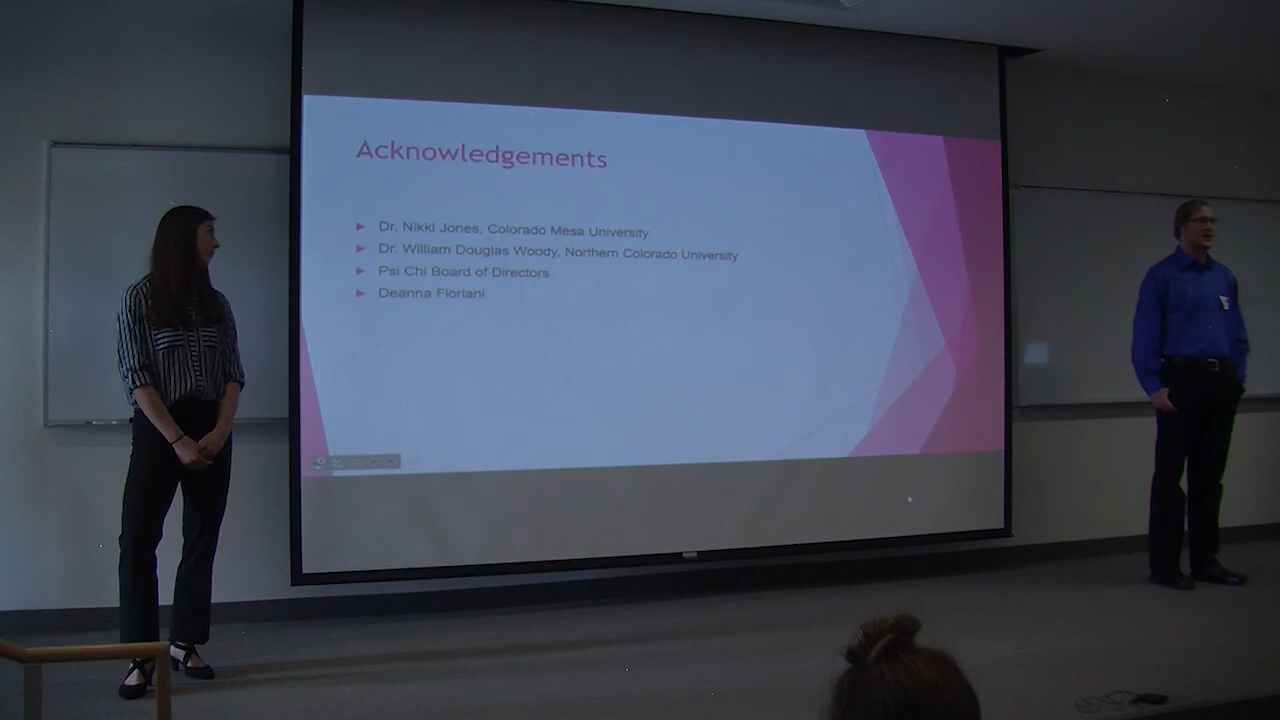 Acknowledgements
Dr. Nikki Jones, Colorado Mesa University
Dr. William Douglas Woody, Northern Colorado University
Psi Chi Board of Directors
Deanna Floriani